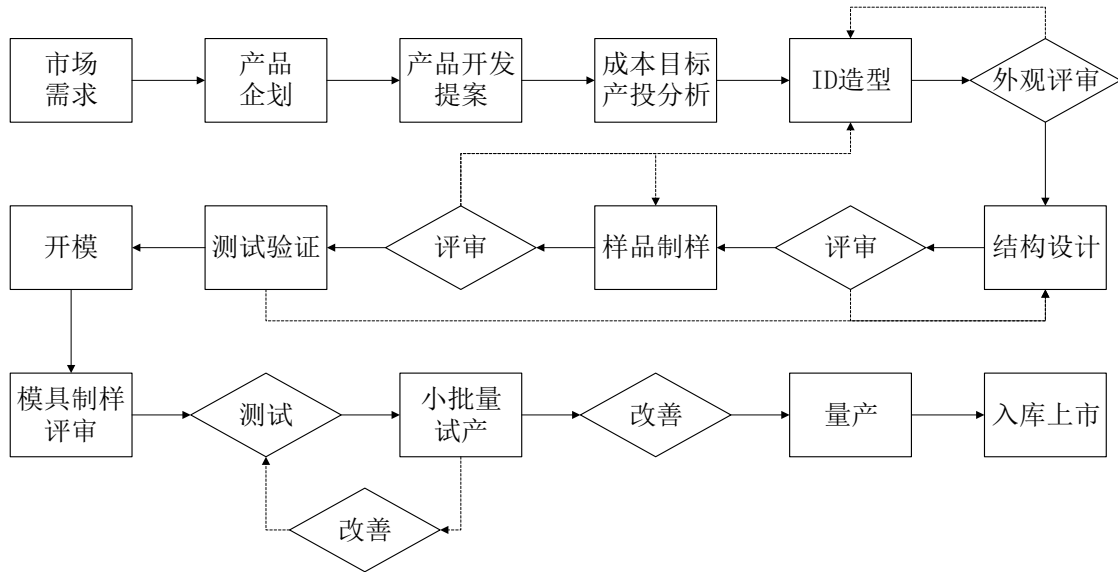 市场
需求
产品
企划
产品开发
提案
成本目标
产投分析
ID造型
外观评审
开模
测试验证
评审
样品制样
评审
结构设计
模具制样
评审
测试
小批量
试产
改善
量产
入库上市
改善